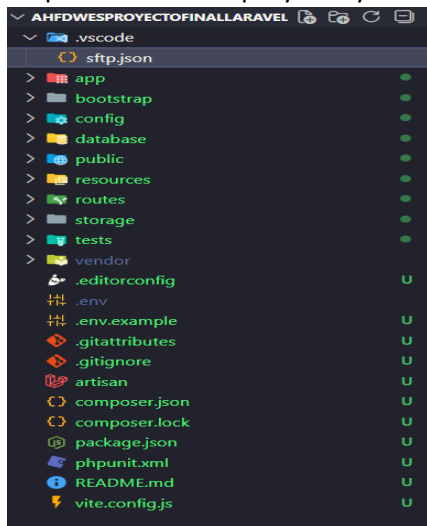 AHFDWESPROYECTOFINALLARAVEL
.vscode
{} sftp.json
app
bootstrap
config
database
public
resources
routes
storage
tests
vendor
.editorconfig U
.env
.env.example U
.gitattributes U
.gitignore U
artisan U
{} composer.json U
{} composer.lock U
JS package.json U
phpunit.xml U
README.md U
vite.config.js U